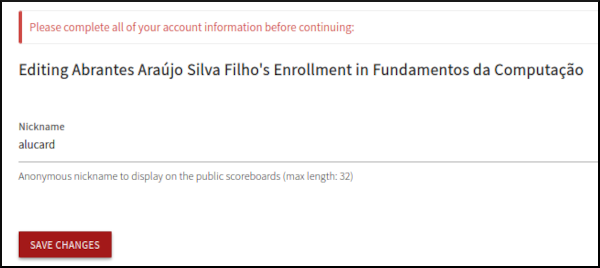 Please complete all of your account information before continuing:
Editing Abrantes Araújo Silva Filho's Enrollment in Fundamentos da Computação
Nickname
alucard
Anonymous nickname to display on the public scoreboards (max length: 32)
SAVE CHANGES